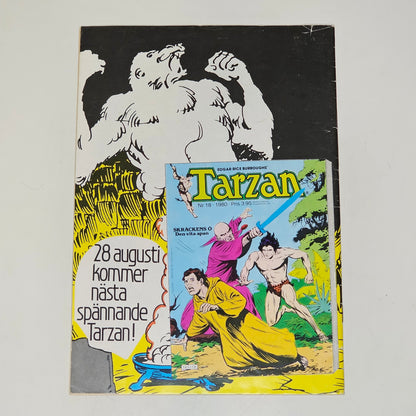 EDGAR RICE BURROUGHS
Tarzan
Nr 18 • 1980 Pris 3:95
SKRÄCKENS Ö
Den vita apan
28 augusti
kommer
nästa
spännande
Tarzan!